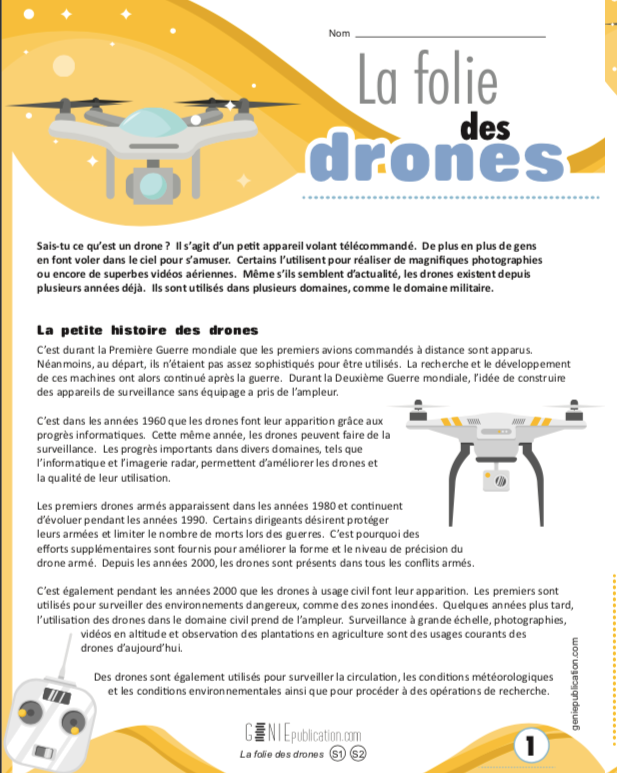 Nom
La folie
des
drones
Sais-tu ce qu'est un drone ? Il s'agit d'un petit appareil volant télécommandé. De plus en plus de gens
en font voler dans le ciel pour s'amuser. Certains l'utilisent pour réaliser de magnifiques photographies
ou encore de superbes vidéos aériennes. Même s'ils semblent d'actualité, les drones existent depuis
plusieurs années déjà. Ils sont utilisés dans plusieurs domaines, comme le domaine militaire.
La petite histoire des drones
C'est durant la Première Guerre mondiale que les premiers avions commandés à distance sont apparus.
Néanmoins, au départ, ils n'étaient pas assez sophistiqués pour être utilisés. La recherche et le développement
de ces machines ont alors continué après la guerre. Durant la Deuxième Guerre mondiale, l'idée de construire
des appareils de surveillance sans équipage a pris de l'ampleur.
C'est dans les années 1960 que les drones font leur apparition grâce aux
progrès informatiques. Cette même année, les drones peuvent faire de la
surveillance. Les progrès importants dans divers domaines, tels que
l'informatique et l'imagerie radar, permettent d'améliorer les drones et
la qualité de leur utilisation.
Les premiers drones armés apparaissent dans les années 1980 et continuent
d'évoluer pendant les années 1990. Certains dirigeants désirent protéger
leurs armées et limiter le nombre de morts lors des guerres. C'est pourquoi des
efforts supplémentaires sont fournis pour améliorer la forme et le niveau de précision du
drone armé. Depuis les années 2000, les drones sont présents dans tous les conflits armés.
C'est également pendant les années 2000 que les drones à usage civil font leur apparition. Les premiers sont
utilisés pour surveiller des environnements dangereux, comme des zones inondées. Quelques années plus tard,
l'utilisation des drones dans le domaine civil prend de l'ampleur. Surveillance à grande échelle, photographies,
vidéos en altitude et observation des plantations en agriculture sont des usages courants des
drones d'aujourd'hui.
Des drones sont également utilisés pour surveiller la circulation, les conditions météorologiques
et les conditions environnementales ainsi que pour procéder à des opérations de recherche.
geniepublication.com
GÉNIEpublication.com
La folie des drones S1 S2
1